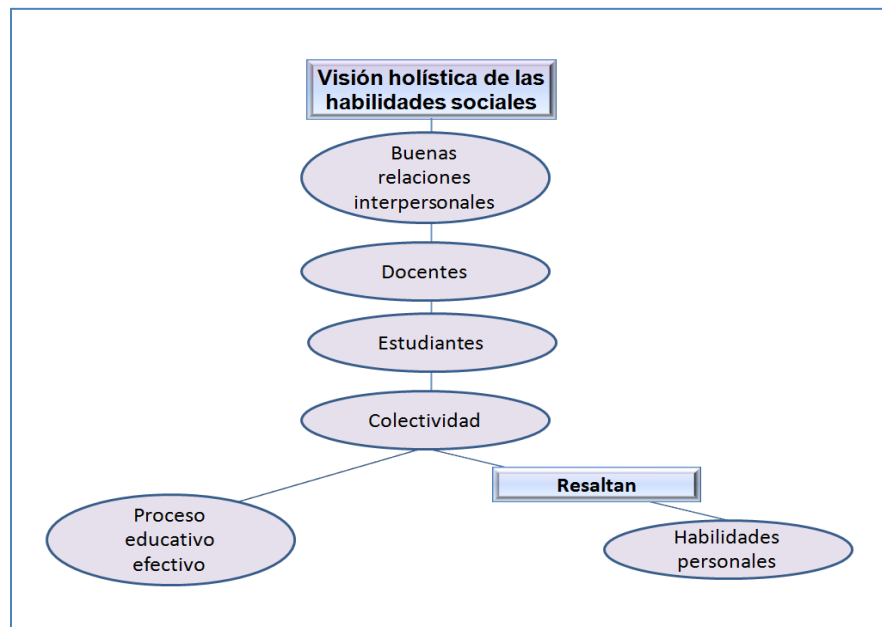 Visión holística de las
habilidades sociales
Buenas
relaciones
interpersonales
Docentes
Estudiantes
Colectividad
Resaltan
Proceso
educativo
efectivo
Habilidades
personales